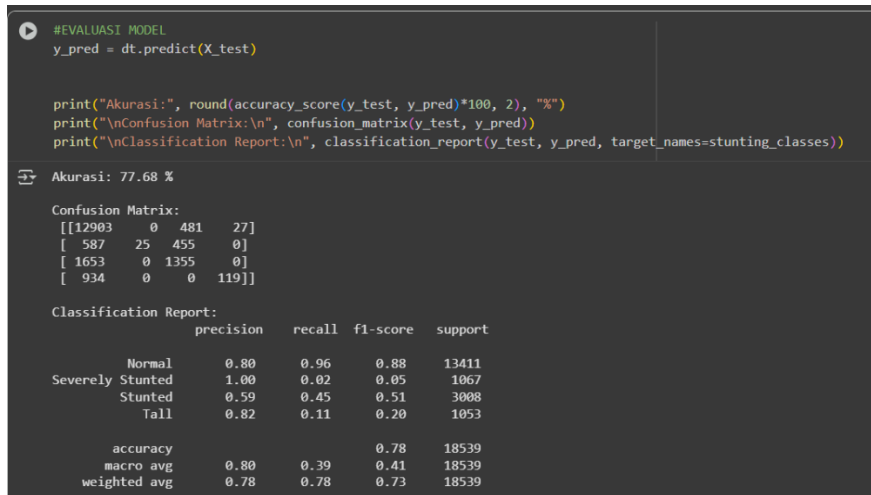 #EVALUASI MODEL
y_pred = dt.predict(X_test)
print("Akurasi:", round(accuracy_score(y_test, y_pred)*100, 2), "%")
print("\nConfusion Matrix:\n", confusion_matrix(y_test, y_pred))
print("\nClassification Report:\n", classification_report(y_test, y_pred, target_names=stunting_classes))
Akurasi: 77.68 %
Confusion Matrix:
[[12903 0 481 27]
[ 587 25 455 0]
[ 1653 0 1355 0]
[ 934 0 0 119]]
Classification Report:
precision recall f1-score support
Normal 0.80 0.96 0.88 13411
Severely Stunted 1.00 0.02 0.05 1067
Stunted 0.59 0.45 0.51 3008
Tall 0.82 0.11 0.20 1053
accuracy 0.78 18539
macro avg 0.80 0.39 0.41 18539
weighted avg 0.78 0.78 0.73 18539